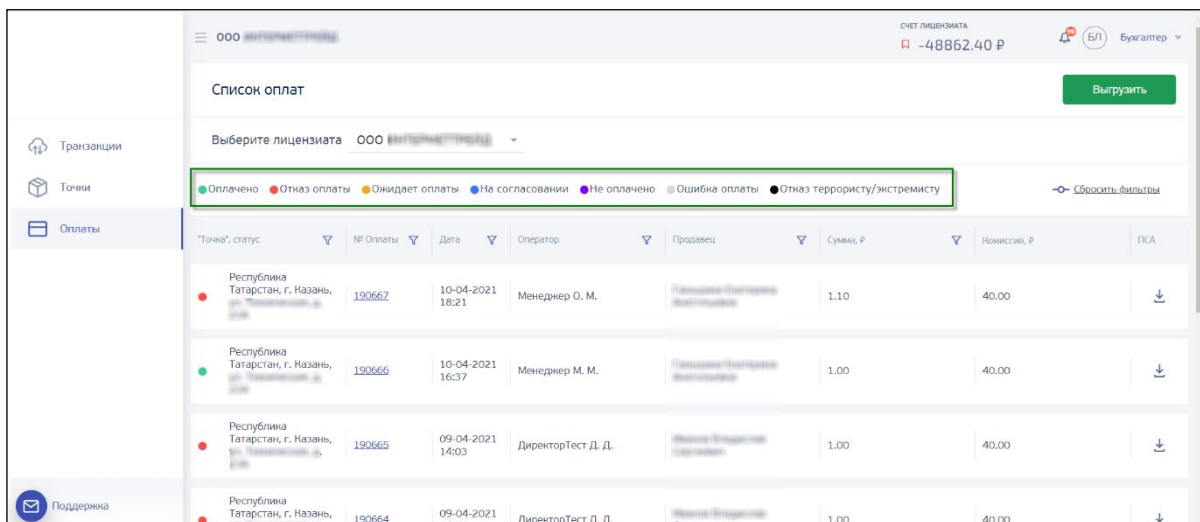 ООО
СЧЕТ ЛИЦЕНЗИАТА
-48862.40 ₽
59
БЛ
Бухгалтер
Список оплат
Выгрузить
Выберите лицензиата ООО
Транзакции
Точки
Оплаты
Оплачено Отказ оплаты Ожидает оплаты На согласовании Не оплачено Ошибка оплаты Отказ террористу/экстремисту
Сбросить фильтры
"Точка", статус № Оплаты Дата Оператор Продавец Сумма, ₽ Комиссия, ₽ ПСА
Республика
Татарстан, г. Казань,
190667
10-04-2021
18:21
Менеджер О. М.
1.10
40.00
Республика
Татарстан, г. Казань,
190666
10-04-2021
16:37
Менеджер М. М.
1.00
40.00
Республика
Татарстан, г. Казань,
190665
09-04-2021
14:03
ДиректорТест Д. Д.
1.00
40.00
Республика
Татарстан, г. Казань,
190664
09-04-2021
ДиректорТест Д. Д.
1.00
40.00
Поддержка